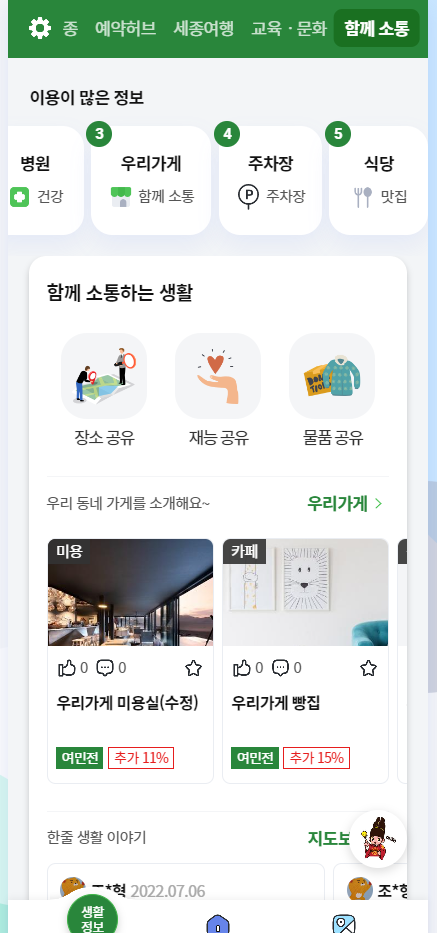 종 예약허브 세종여행 교육·문화 함께 소통
이용이 많은 정보
3 4 5
병원 우리가게 주차장 식당
건강 함께 소통 P 주차장 맛집
함께 소통하는 생활
장소 공유 재능 공유 물품 공유
우리 동네 가게를 소개해요~ 우리가게 >
미용 카페
0 0 0 0
우리가게 미용실(수정) 우리가게 빵집
여민전 추가 11% 여민전 추가 15%
한줄 생활 이야기 지도보
조*혁 2022.07.06 조*혁
생활
정보